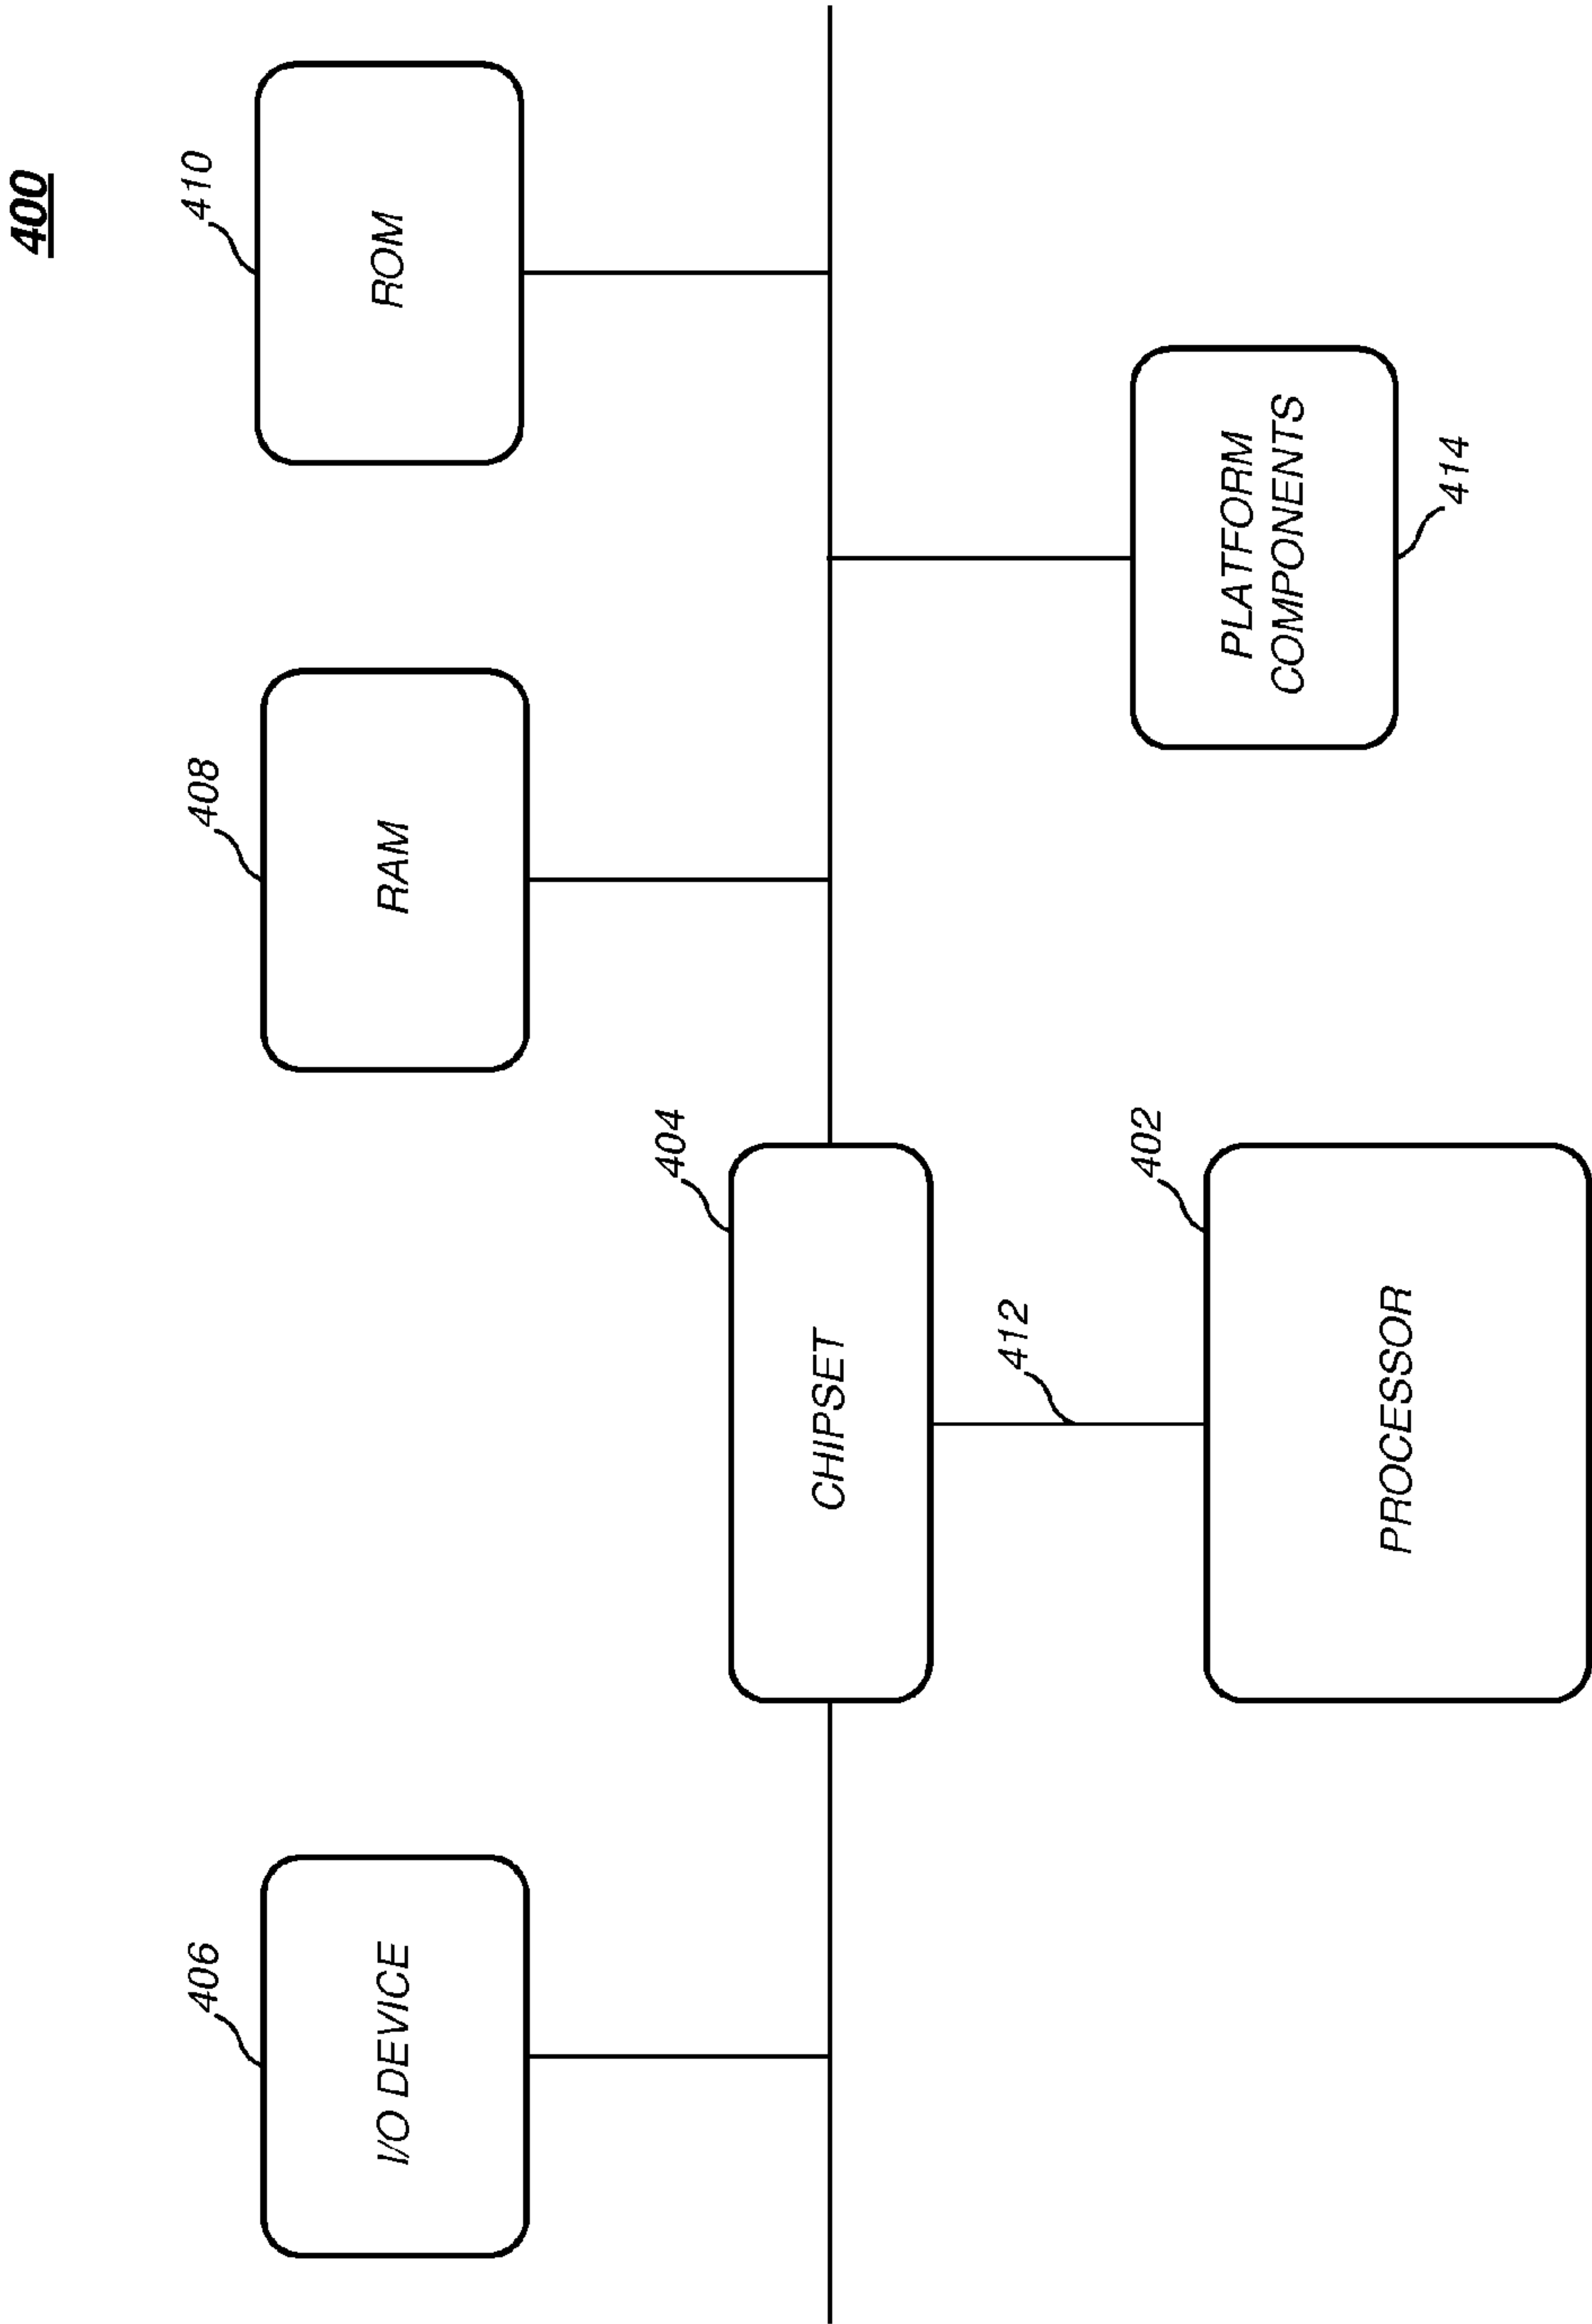 400
406
408
410
I/O DEVICE
RAM
ROM
404
CHIPSET
412
402
PROCESSOR
PLATFORM
COMPONENTS
414